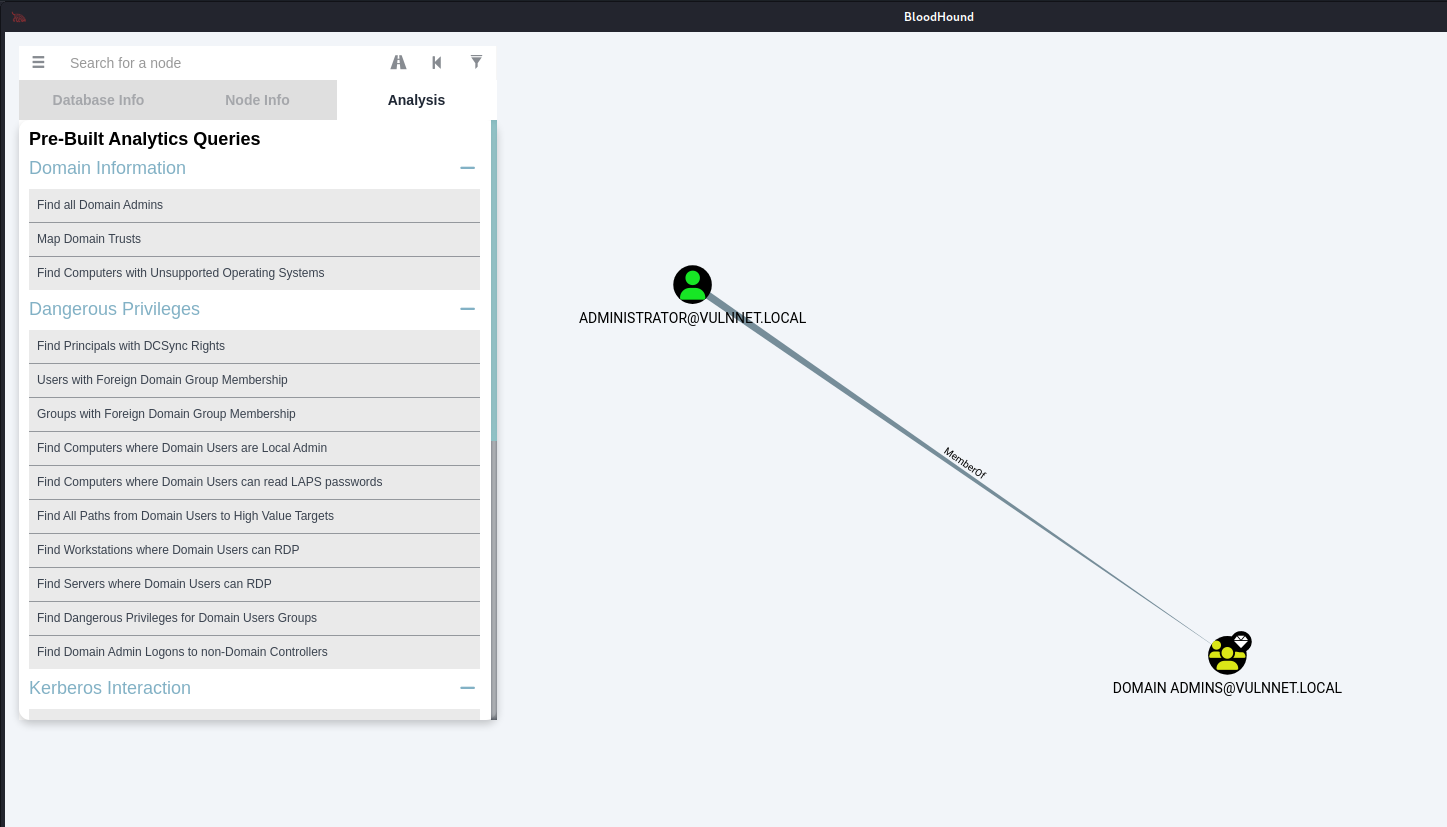 BloodHound
Search for a node
Database Info
Node Info
Analysis
Pre-Built Analytics Queries
Domain Information
Find all Domain Admins
Map Domain Trusts
Find Computers with Unsupported Operating Systems
Dangerous Privileges
Find Principals with DCSync Rights
Users with Foreign Domain Group Membership
Groups with Foreign Domain Group Membership
Find Computers where Domain Users are Local Admin
Find Computers where Domain Users can read LAPS passwords
Find All Paths from Domain Users to High Value Targets
Find Workstations where Domain Users can RDP
Find Servers where Domain Users can RDP
Find Dangerous Privileges for Domain Users Groups
Find Domain Admin Logons to non-Domain Controllers
Kerberos Interaction
ADMINISTRATOR@VULNNET.LOCAL
MemberOf
DOMAIN ADMINS@VULNNET.LOCAL